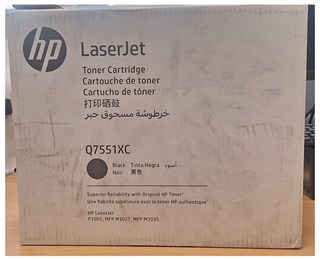 hp
LaserJet
Toner Cartridge
Cartouche de toner
Cartucho de tóner
打印硒鼓
خرطوشة مسحوق حبر
Q7551XC
Black Tinta Negra أسود
Noir 黑色
Superior Reliability with Original HP Toner
Une fiabilité supérieure avec le toner HP authentique
HP LaserJet
P3005, MFP M3027, MFP M3035